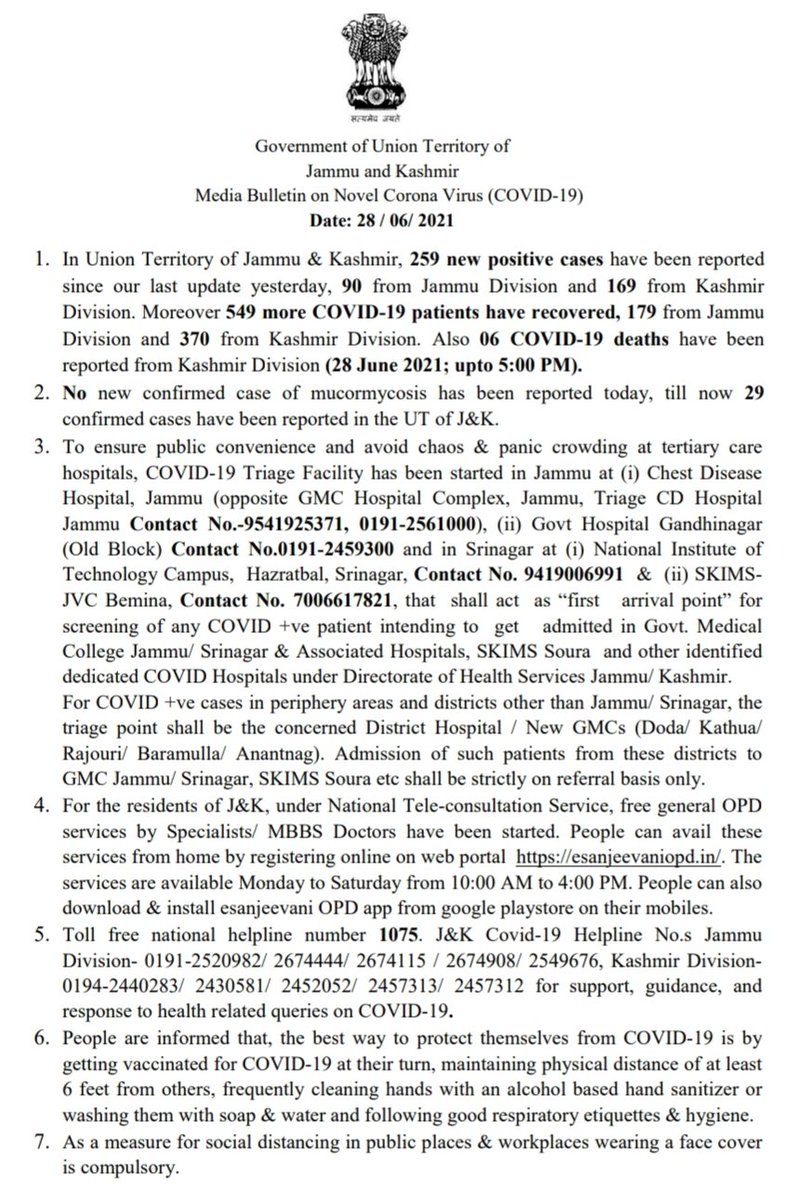 सत्यमेव जयते
Government of Union Territory of
Jammu and Kashmir
Media Bulletin on Novel Corona Virus (COVID-19)
Date: 28 / 06/ 2021
1. In Union Territory of Jammu & Kashmir, 259 new positive cases have been reported
since our last update yesterday, 90 from Jammu Division and 169 from Kashmir
Division. Moreover 549 more COVID-19 patients have recovered, 179 from Jammu
Division and 370 from Kashmir Division. Also 06 COVID-19 deaths have been
reported from Kashmir Division (28 June 2021; upto 5:00 PM).
2. No new confirmed case of mucormycosis has been reported today, till now 29
confirmed cases have been reported in the UT of J&K.
3. To ensure public convenience and avoid chaos & panic crowding at tertiary care
hospitals, COVID-19 Triage Facility has been started in Jammu at (i) Chest Disease
Hospital, Jammu (opposite GMC Hospital Complex, Jammu, Triage CD Hospital
Jammu Contact No.-9541925371, 0191-2561000), (ii) Govt Hospital Gandhinagar
(Old Block) Contact No.0191-2459300 and in Srinagar at (i) National Institute of
Technology Campus, Hazratbal, Srinagar, Contact No. 9419006991 & (ii) SKIMS-
JVC Bemina, Contact No. 7006617821, that shall act as “first arrival point” for
screening of any COVID +ve patient intending to get admitted in Govt. Medical
College Jammu/ Srinagar & Associated Hospitals, SKIMS Soura and other identified
dedicated COVID Hospitals under Directorate of Health Services Jammu/ Kashmir.
For COVID +ve cases in periphery areas and districts other than Jammu/ Srinagar, the
triage point shall be the concerned District Hospital / New GMCs (Doda/ Kathua/
Rajouri/ Baramulla/ Anantnag). Admission of such patients from these districts to
GMC Jammu/ Srinagar, SKIMS Soura etc shall be strictly on referral basis only.
4. For the residents of J&K, under National Tele-consultation Service, free general OPD
services by Specialists/ MBBS Doctors have been started. People can avail these
services from home by registering online on web portal https://esanjeevaniopd.in/. The
services are available Monday to Saturday from 10:00 AM to 4:00 PM. People can also
download & install esanjeevani OPD app from google playstore on their mobiles.
5. Toll free national helpline number 1075. J&K Covid-19 Helpline No.s Jammu
Division- 0191-2520982/ 2674444/ 2674115 / 2674908/ 2549676, Kashmir Division-
0194-2440283/ 2430581/ 2452052/ 2457313/ 2457312 for support, guidance, and
response to health related queries on COVID-19.
6. People are informed that, the best way to protect themselves from COVID-19 is by
getting vaccinated for COVID-19 at their turn, maintaining physical distance of at least
6 feet from others, frequently cleaning hands with an alcohol based hand sanitizer or
washing them with soap & water and following good respiratory etiquettes & hygiene.
7. As a measure for social distancing in public places & workplaces wearing a face cover
is compulsory.